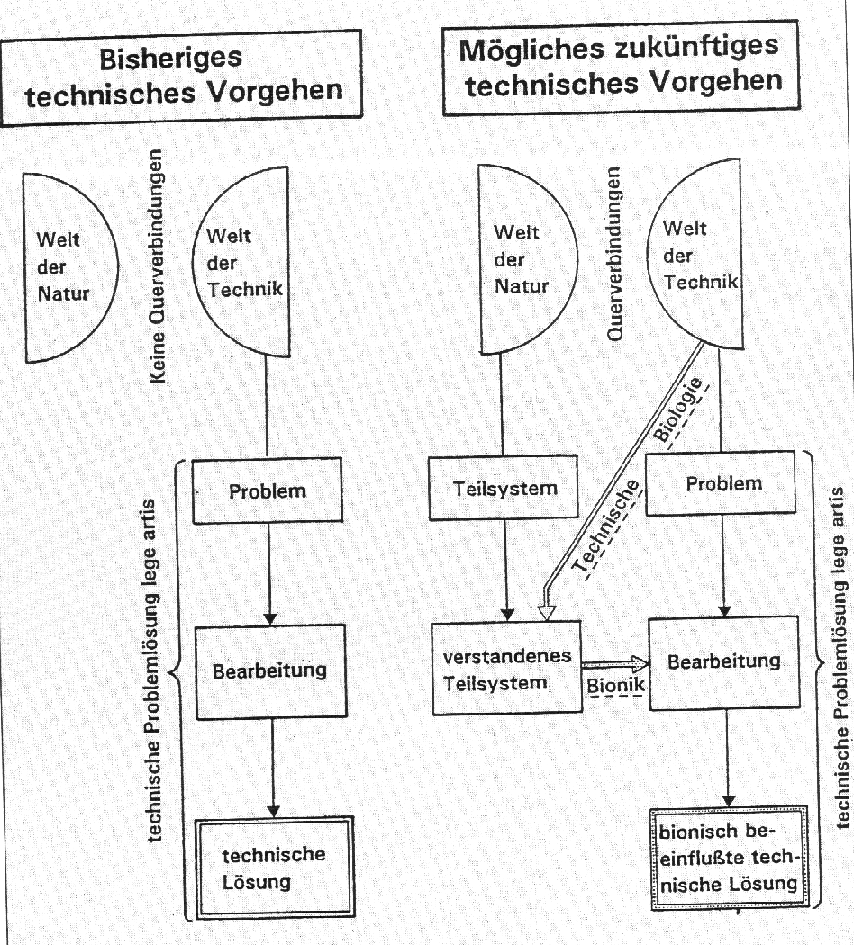 Bisheriges
technisches Vorgehen
Welt
der
Natur
Keine Querverbindungen
Welt
der
Technik
Problem
Bearbeitung
technische
Lösung
technische Problemlösung lege artis
Mögliches zukünftiges
technisches Vorgehen
Welt
der
Natur
Querverbindungen
Welt
der
Technik
Technische Biologie
Teilsystem
Problem
verstandenes
Teilsystem
Bionik
Bearbeitung
bionisch be-
einflußte tech-
nische Lösung
technische Problemlösung lege artis